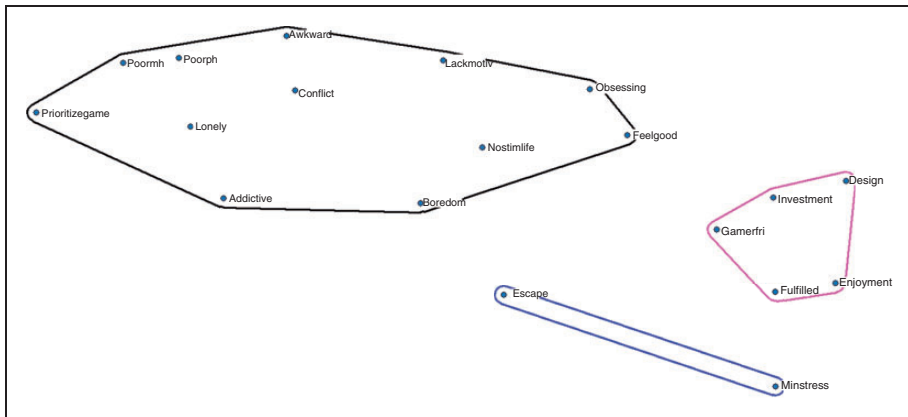 Awkward
Poorph
Poormh
Lackmotiv
Obsessing
Conflict
Prioritizegame
Lonely
Feelgood
Nostimlife
Design
Addictive
Investment
Boredom
Gamerfri
Enjoyment
Fulfilled
Escape
Minstress